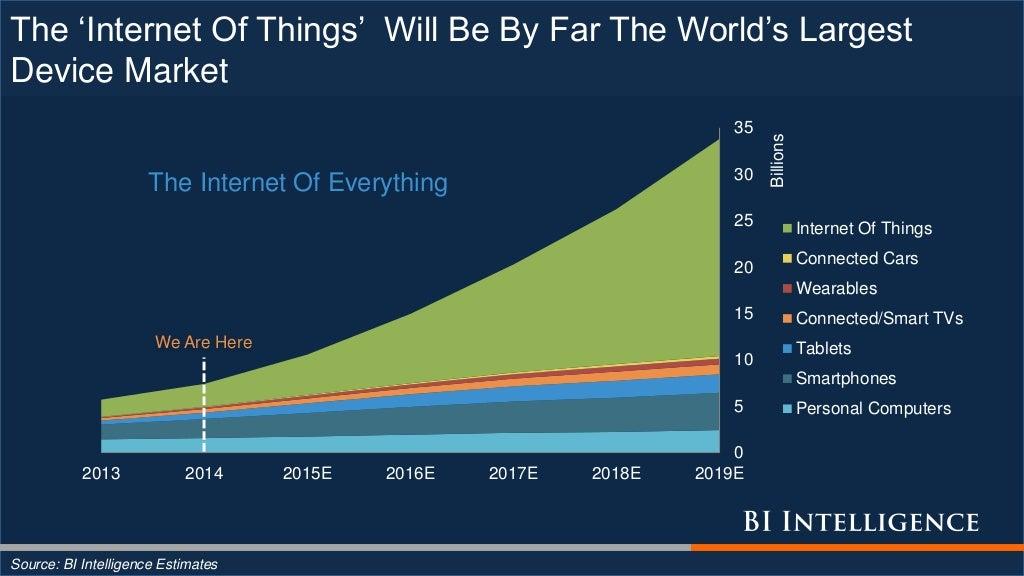 The ‘Internet Of Things’  Will Be By Far The World’s Largest
Device Market
The Internet Of Everything
We Are Here
35
30
25
20
15
10
5
0
Billions
Internet Of Things
Connected Cars
Wearables
Connected/Smart TVs
Tablets
Smartphones
Personal Computers
2013 2014 2015E 2016E 2017E 2018E 2019E
BI INTELLIGENCE
Source: BI Intelligence Estimates